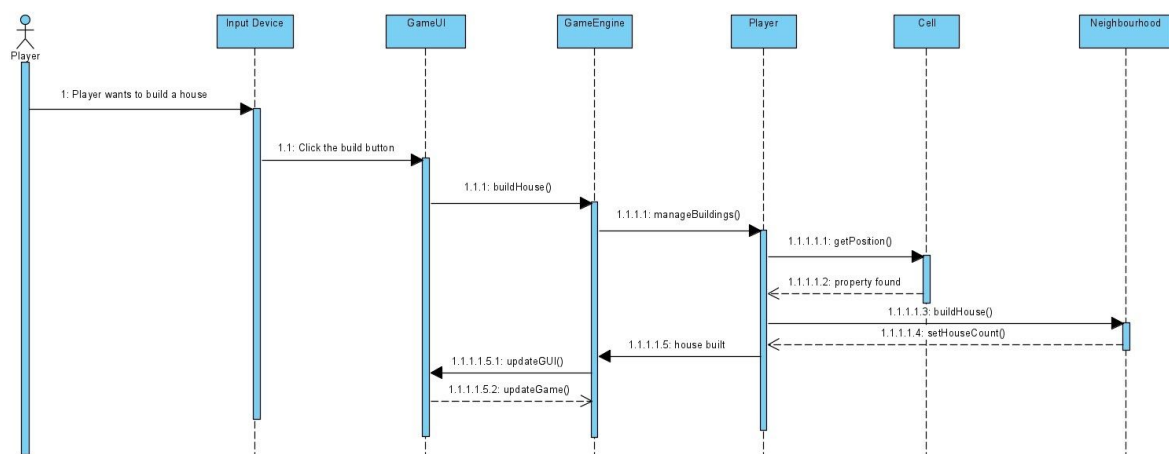 Input Device
GameUI
GameEngine
Player
Cell
Neighbourhood
Player
1: Player wants to build a house
1.1: Click the build button
1.1.1: buildHouse()
1.1.1.1: manageBuildings()
1.1.1.1.1: getPosition()
1.1.1.1.2: property found
1.1.1.1.3: buildHouse()
1.1.1.1.4: setHouseCount()
1.1.1.1.5: house built
1.1.1.1.5.1: updateGUI()
1.1.1.1.5.2: updateGame()